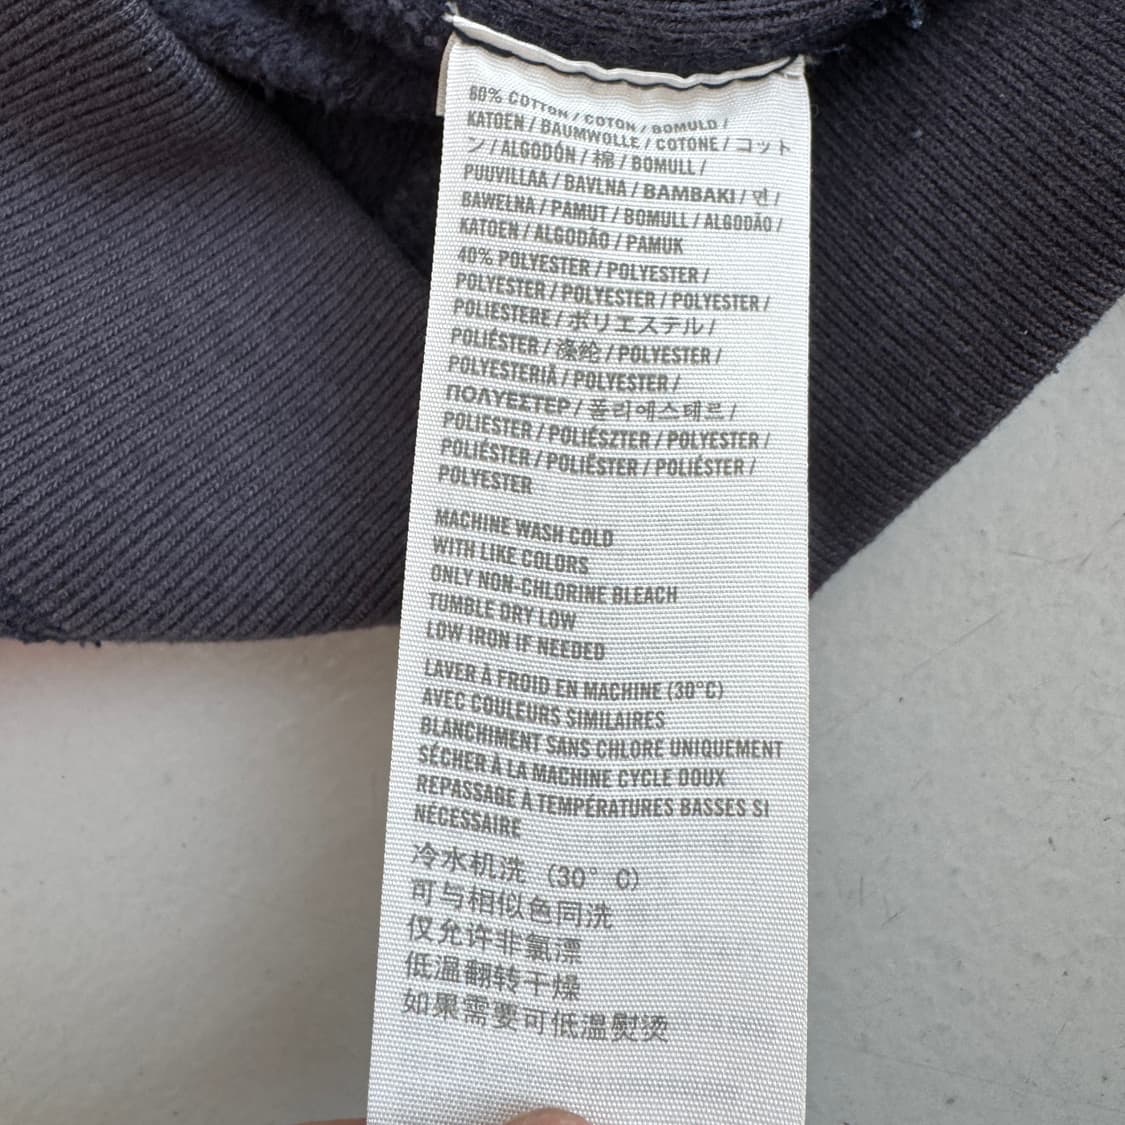 60% COTTON / COTON / BOMULD /
KATOEN / BAUMWOLLE / COTONE / コット
ン / ALGODÓN / 棉 / BOMULL /
PUUVILLAA / BAVLNA / BAMBAKI / 면 /
BAWEŁNA / PAMUT / BOMULL / ALGODÃO /
KATOEN / ALGODÃO / PAMUK
40% POLYESTER / POLYESTER /
POLYESTER / POLYESTER / POLYESTER /
POLIESTERE / ポリエステル /
POLIÉSTER / 涤纶 / POLYESTER /
POLYESTERIÄ / POLYESTER /
ΠΟΛΥΕΣΤΕΡ / 폴리에스테르 /
POLIESTER / POLIÉSZTER / POLYESTER /
POLIÉSTER / POLIÉSTER / POLIÉSTER /
POLYESTER
MACHINE WASH COLD
WITH LIKE COLORS
ONLY NON-CHLORINE BLEACH
TUMBLE DRY LOW
LOW IRON IF NEEDED
LAVER À FROID EN MACHINE (30°C)
AVEC COULEURS SIMILAIRES
BLANCHIMENT SANS CHLORE UNIQUEMENT
SÉCHER À LA MACHINE CYCLE DOUX
REPASSAGE À TEMPÉRATURES BASSES SI
NÉCESSAIRE
冷水机洗 (30° C)
可与相似色同洗
仅允许非氯漂
低温翻转干燥
如果需要可低温熨烫